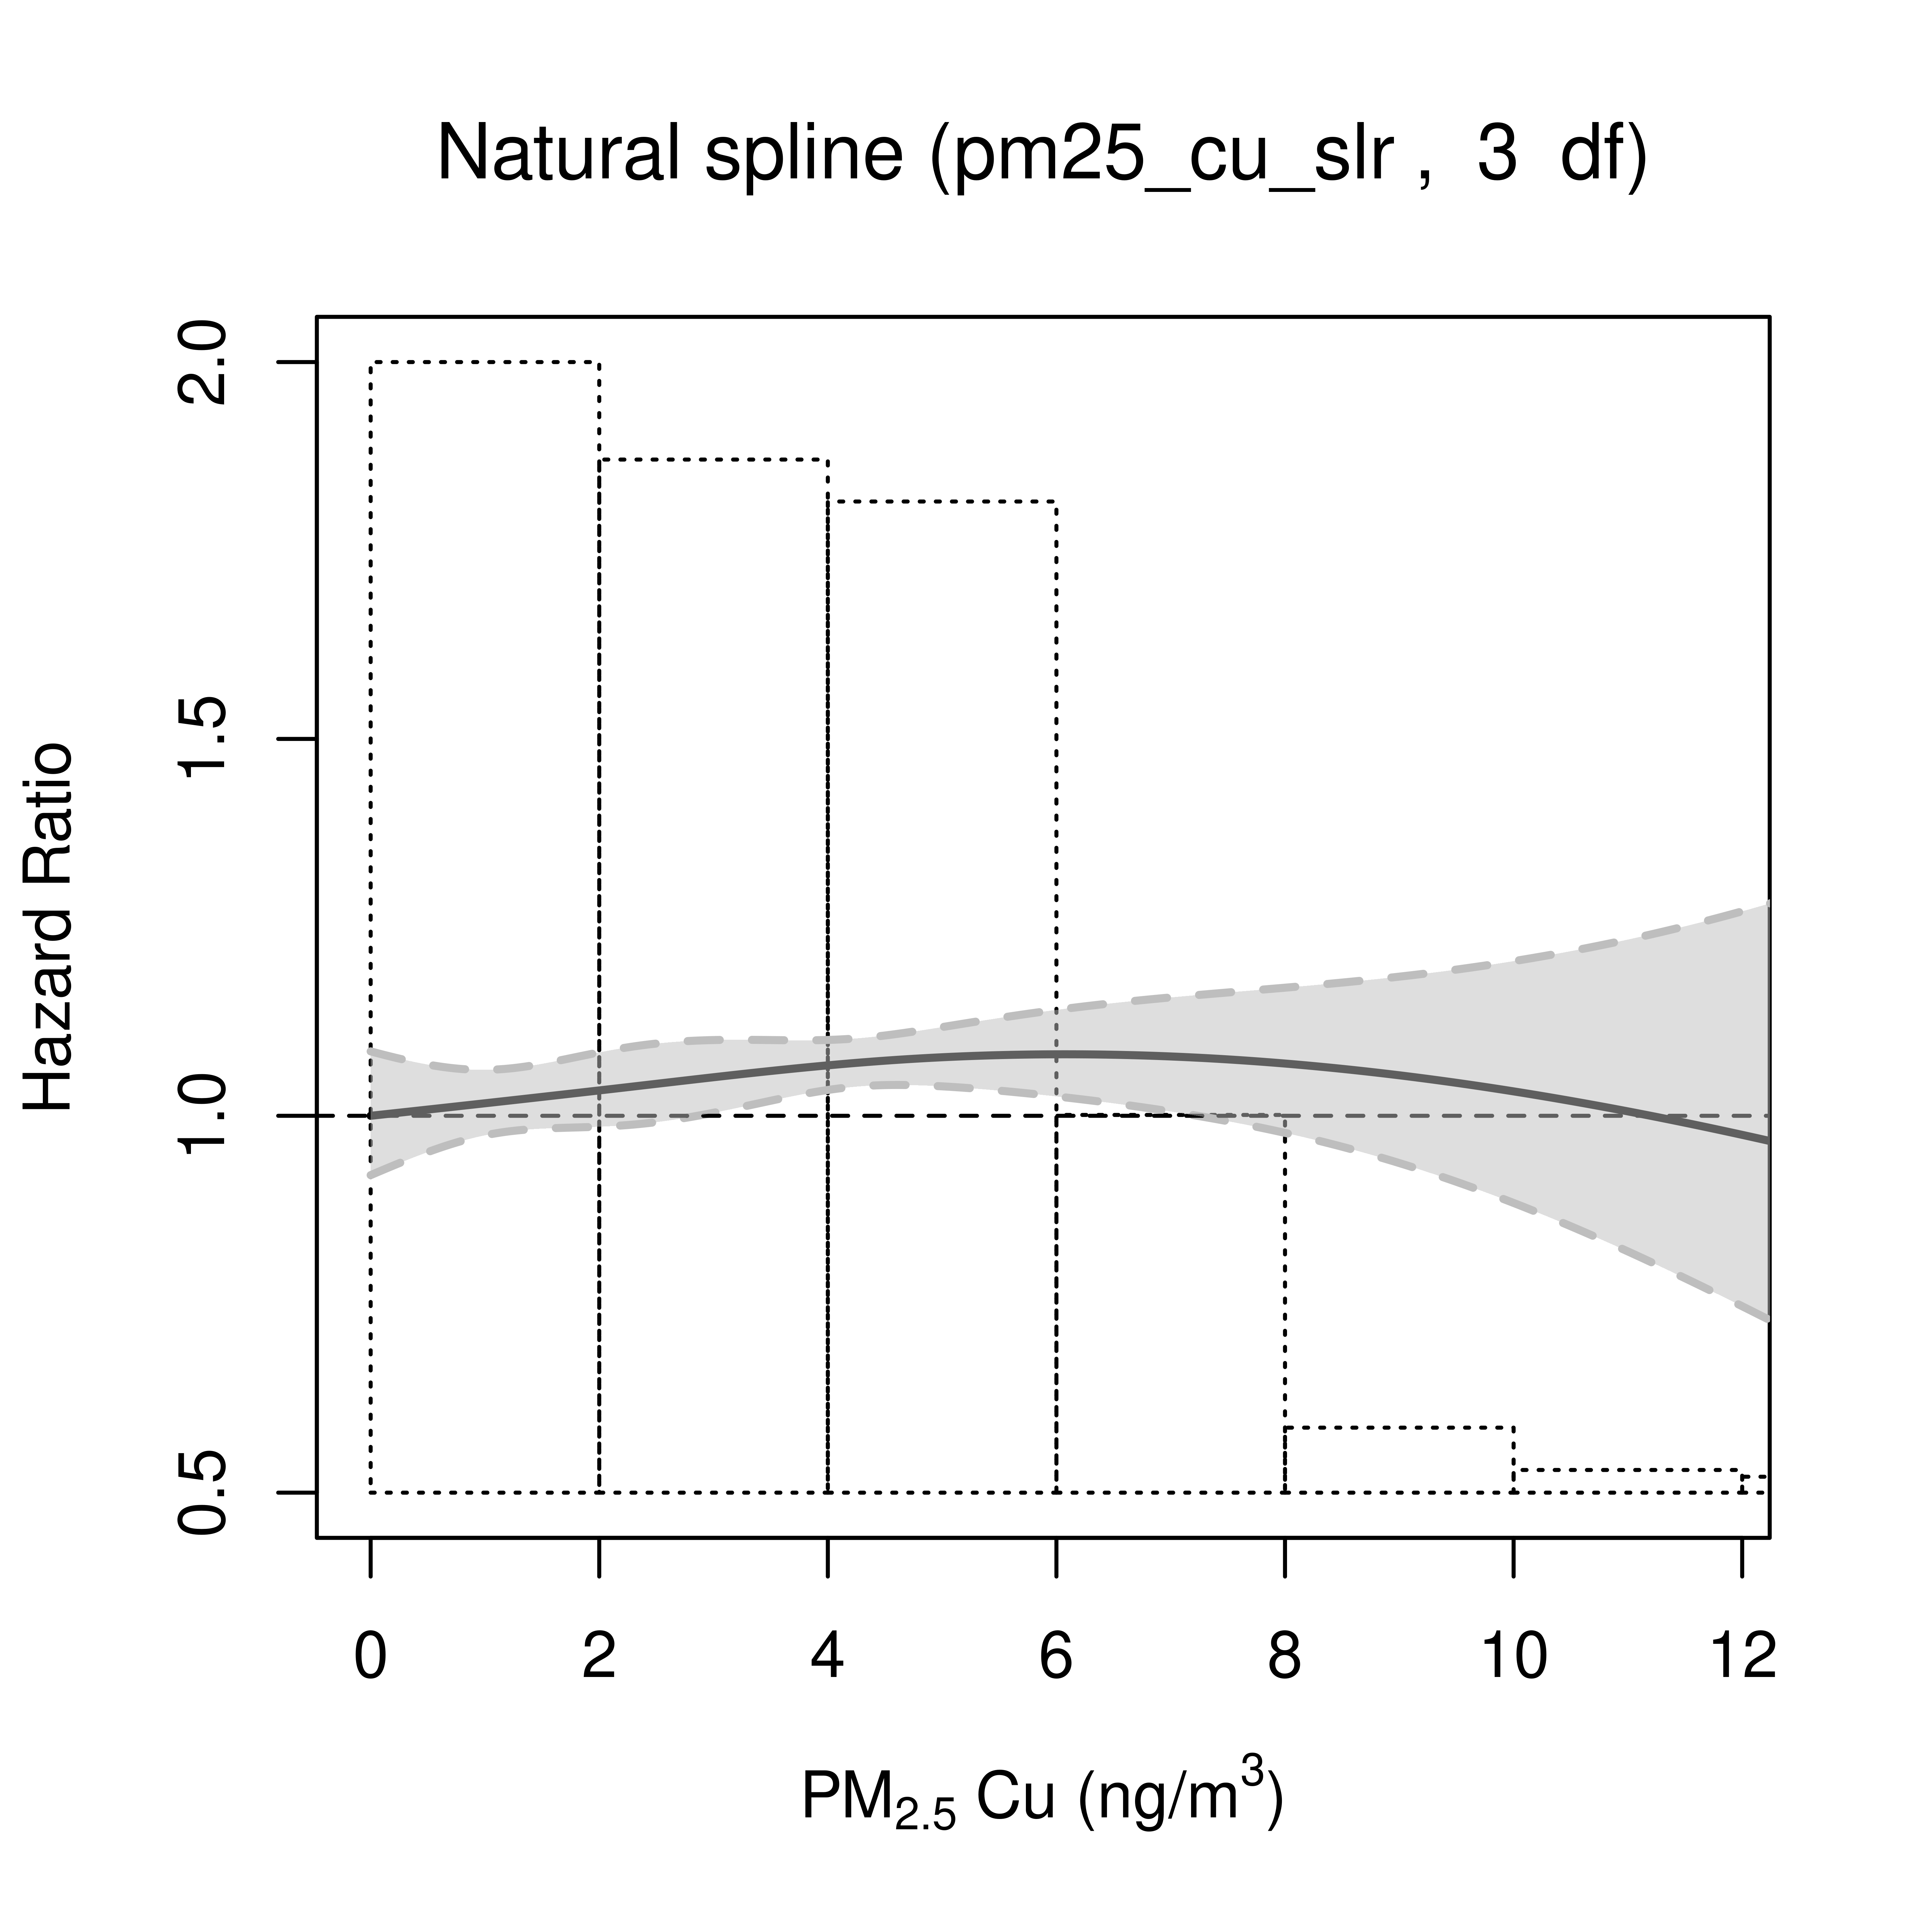 Natural spline (pm25_cu_slr , 3 df)
2.0
1.5
1.0
0.5
Hazard Ratio
0 2 4 6 8 10 12
PM2.5 Cu (ng/m3)